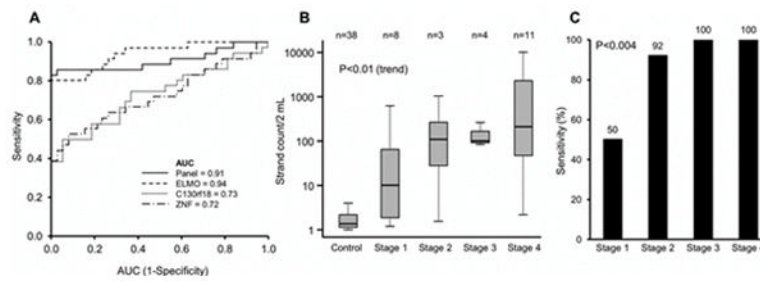 A
Sensitivity
1.0
0.8
0.6
0.4
0.2
0.0
AUC
Panel = 0.91
ELMO = 0.94
C130rf18 = 0.73
ZNF = 0.72
0.0 0.2 0.4 0.6 0.8 1.0
AUC (1-Specificity)
B
n=38 n=8 n=3 n=4 n=11
P<0.01 (trend)
Strand count/2 mL
10000
1000
100
10
1
Control Stage 1 Stage 2 Stage 3 Stage 4
C
P<0.004
Sensitivity (%)
100
80
60
40
20
0
50 92 100 100
Stage 1 Stage 2 Stage 3 Stage 4